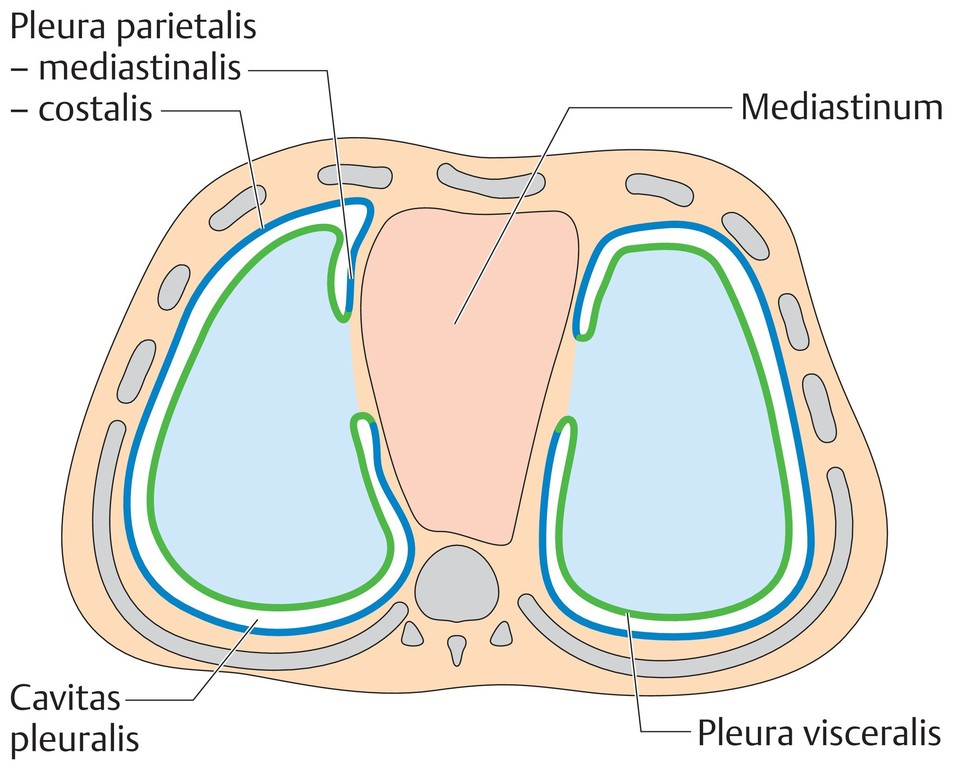 Pleura parietalis
– mediastinalis
– costalis
Mediastinum
Cavitas
pleuralis
Pleura visceralis